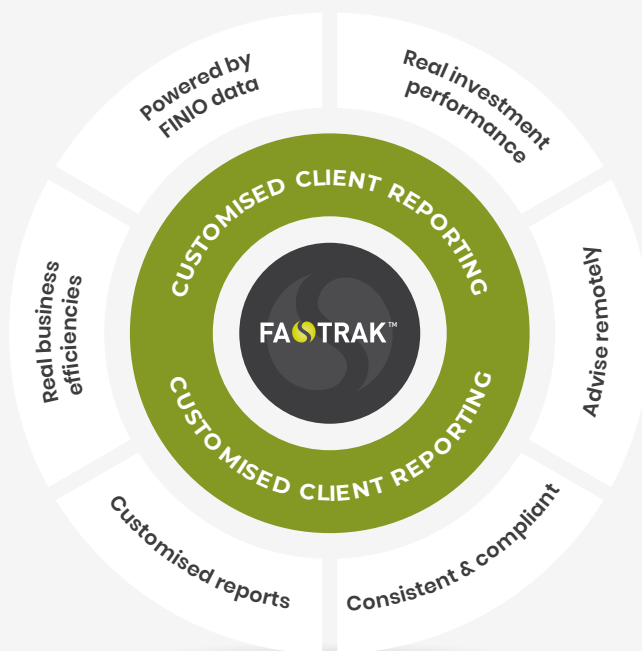 Powered by
FINIO data
Real investment
performance
Advise remotely
Consistent & compliant
Customised reports
Real business
efficiencies
CUSTOMISED CLIENT REPORTING
FASTRAK™
CUSTOMISED CLIENT REPORTING